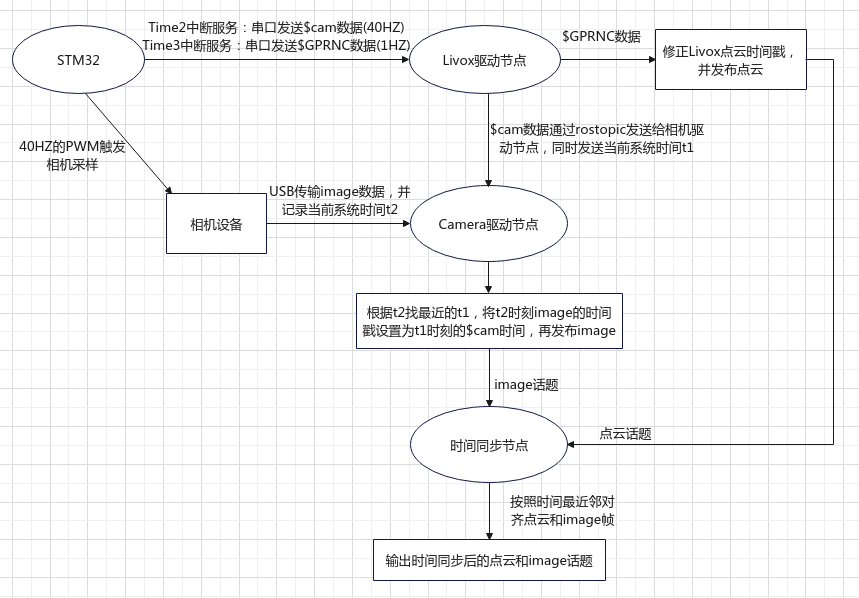 Time2中断服务：串口发送$cam数据(40HZ)
Time3中断服务：串口发送$GPRNC数据(1HZ)
STM32
Livox驱动节点
$GPRNC数据
修正Livox点云时间戳，
并发布点云
40HZ的PWM触发
相机采样
$cam数据通过rostopic发送给相机驱
动节点，同时发送当前系统时间t1
相机设备
USB传输image数据，并
记录当前系统时间t2
Camera驱动节点
根据t2找最近的t1，将t2时刻image的时间
戳设置为t1时刻的$cam时间，再发布image
image话题
时间同步节点
点云话题
按照时间最近邻对
齐点云和image帧
输出时间同步后的点云和image话题